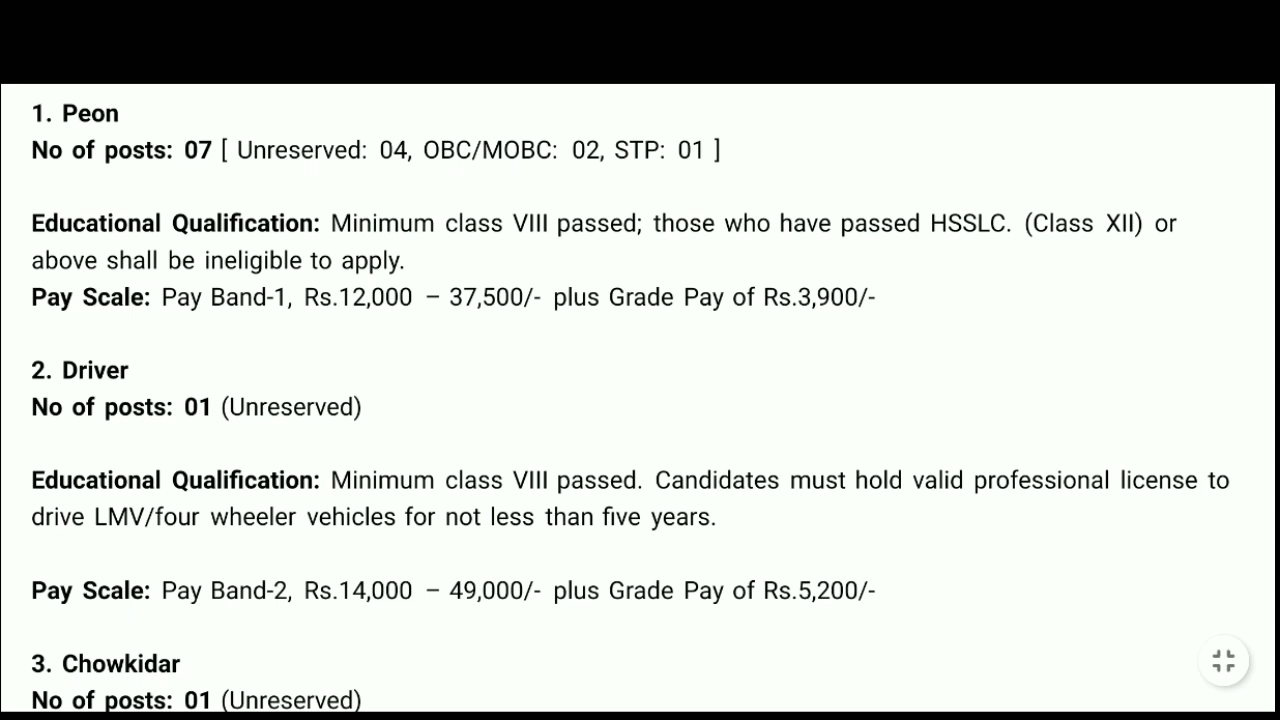 1. Peon
No of posts: 07 [ Unreserved: 04, OBC/MOBC: 02, STP: 01 ]
Educational Qualification: Minimum class VIII passed; those who have passed HSSLC. (Class XII) or
above shall be ineligible to apply.
Pay Scale: Pay Band-1, Rs.12,000 – 37,500/- plus Grade Pay of Rs.3,900/-
2. Driver
No of posts: 01 (Unreserved)
Educational Qualification: Minimum class VIII passed. Candidates must hold valid professional license to
drive LMV/four wheeler vehicles for not less than five years.
Pay Scale: Pay Band-2, Rs.14,000 – 49,000/- plus Grade Pay of Rs.5,200/-
3. Chowkidar
No of posts: 01 (Unreserved)